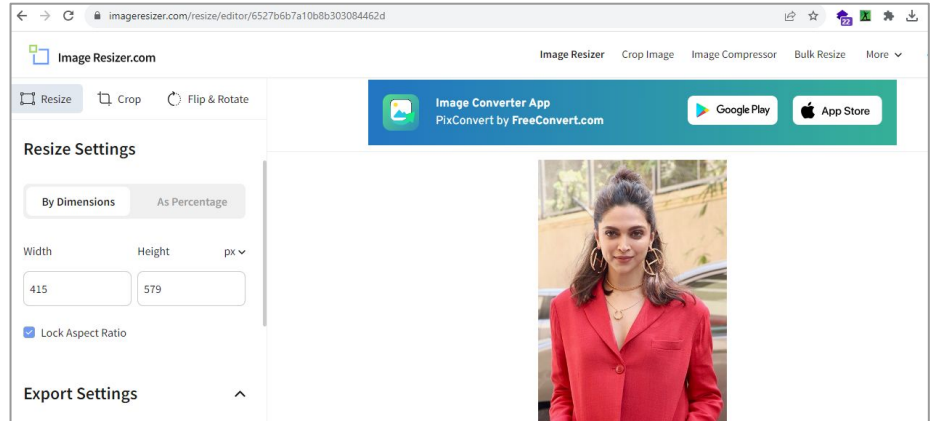 imageresizer.com/resize/editor/6527b6b7a10b8b303084462d
22
Image Resizer.com
Image Resizer Crop Image Image Compressor Bulk Resize More
Resize Crop Flip & Rotate
Image Converter App
PixConvert by FreeConvert.com
Google Play
App Store
Resize Settings
By Dimensions As Percentage
Width Height px
415 579
Lock Aspect Ratio
Export Settings